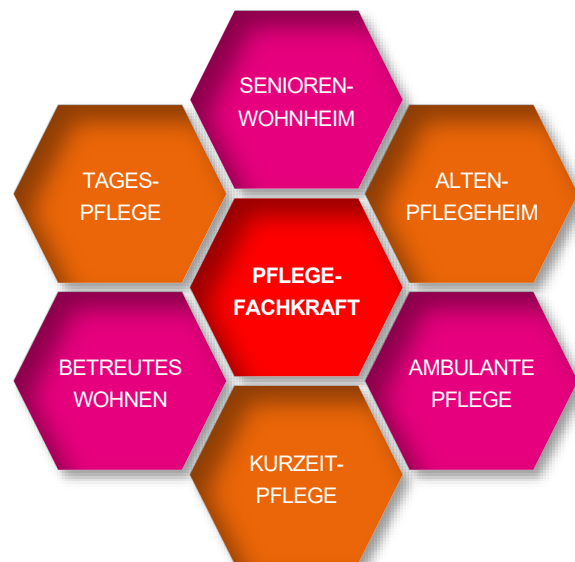 SENIOREN-
WOHNHEIM
TAGES-
PFLEGE
ALTEN-
PFLEGEHEIM
PFLEGE-
FACHKRAFT
BETREUTES
WOHNEN
AMBULANTE
PFLEGE
KURZEIT-
PFLEGE